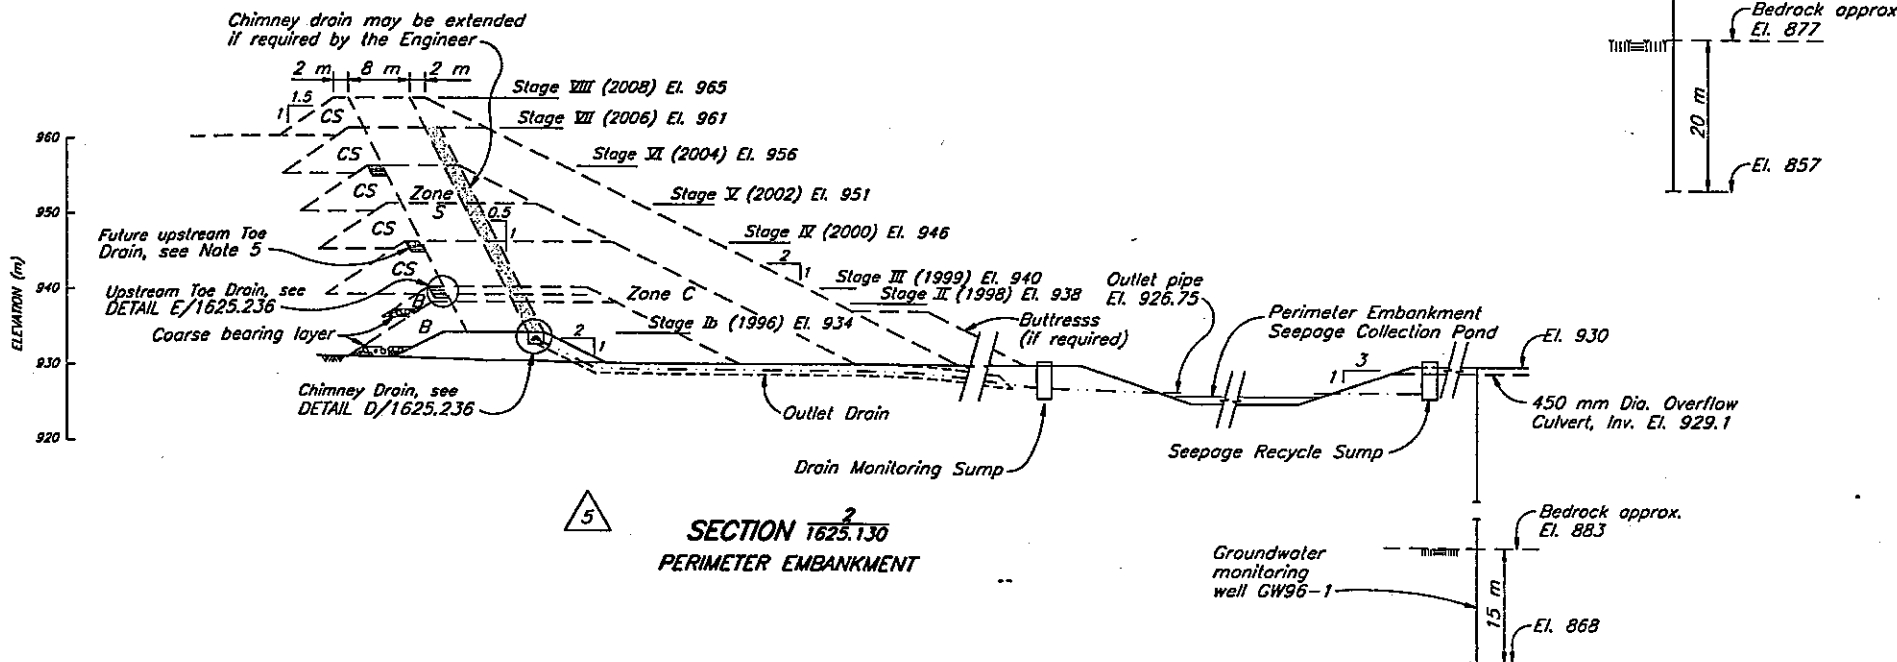 Chimney drain may be extended
if required by the Engineer
2 m
8 m
2 m
1.5
1
CS
CS
CS
CS
CS
Zone
S
0.5
1
B
B
Zone C
Stage VIII (2008) El. 965
Stage VII (2006) El. 961
Stage VI (2004) El. 956
Stage V (2002) El. 951
Stage IV (2000) El. 946
2
1
Stage III (1999) El. 940
Stage II (1998) El. 938
Stage Ib (1996) El. 934
2
1
ELEVATION (m)
960
950
940
930
920
Future upstream Toe
Drain, see Note 5
Upstream Toe Drain, see
DETAIL E/1625.236
Coarse bearing layer
Chimney Drain, see
DETAIL D/1625.236
Outlet Drain
Buttresss
(if required)
Outlet pipe
El. 926.75
Perimeter Embankment
Seepage Collection Pond
1
3
El. 930
450 mm Dia. Overflow
Culvert, Inv. El. 929.1
Drain Monitoring Sump
Seepage Recycle Sump
Bedrock approx
El. 877
20 m
El. 857
5
SECTION 2
1625.130
PERIMETER EMBANKMENT
Bedrock approx.
El. 883
Groundwater
monitoring
well GW96-1
15 m
El. 868